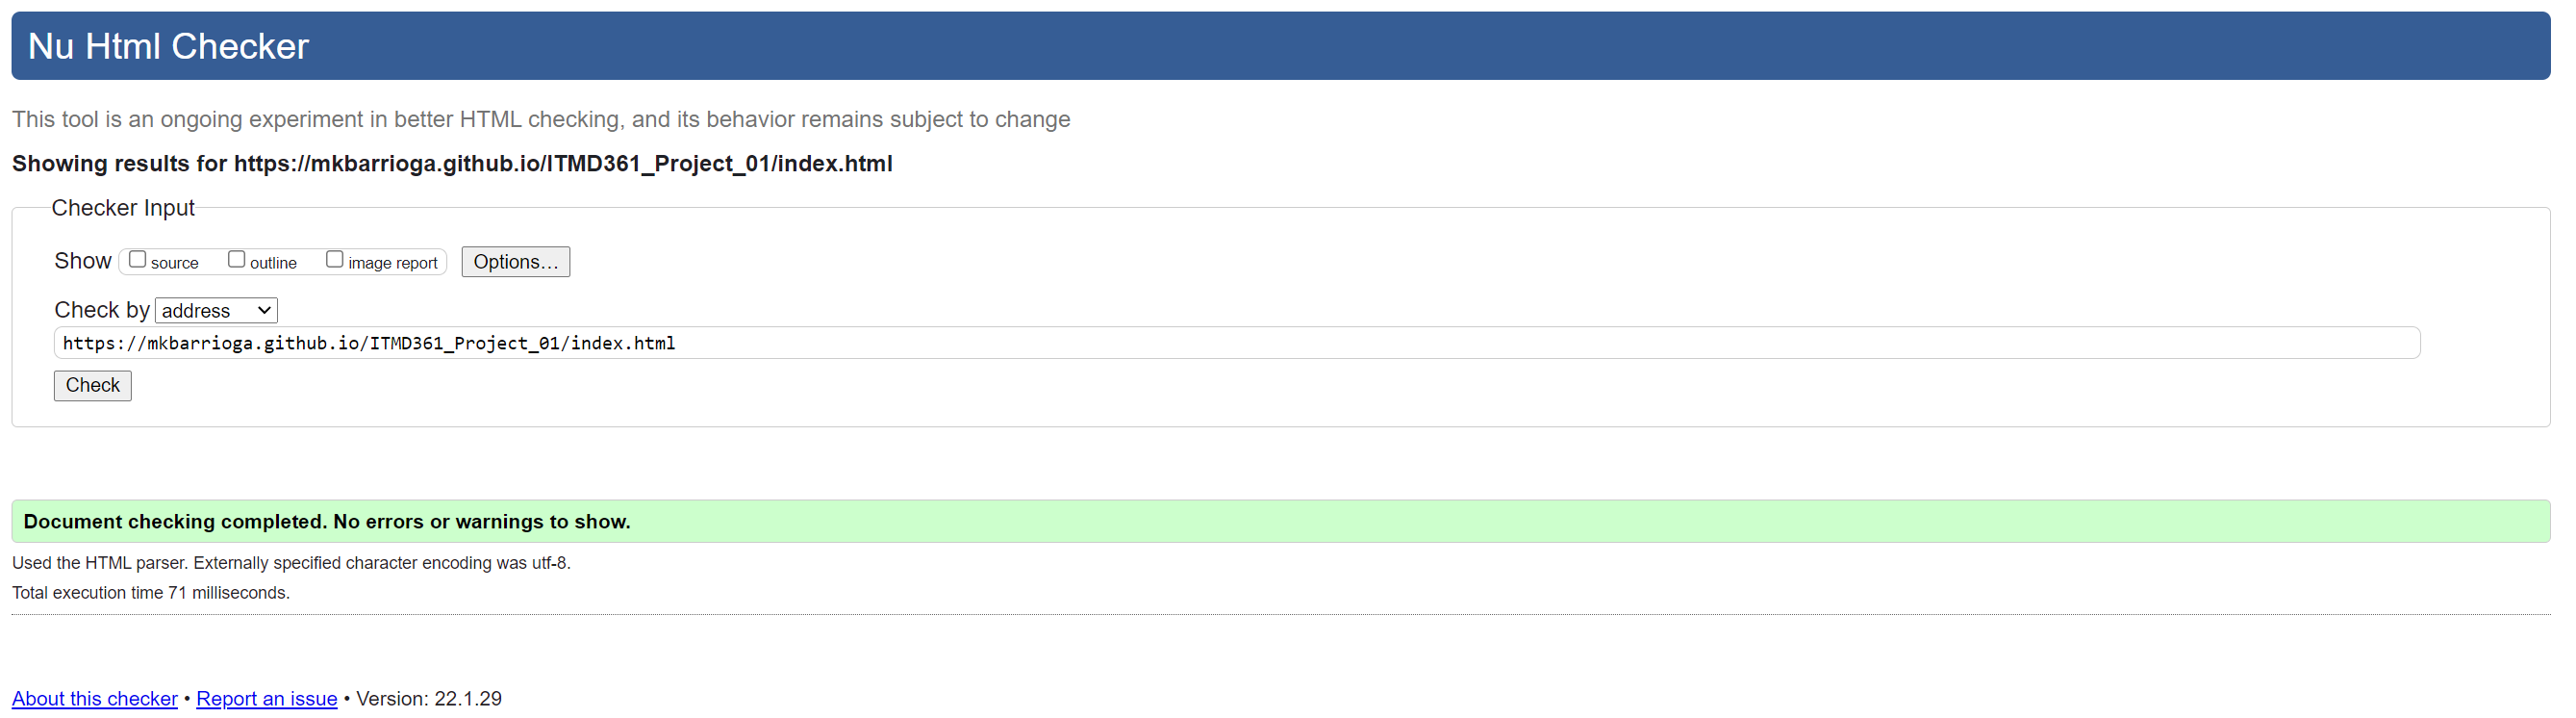 Nu Html Checker
This tool is an ongoing experiment in better HTML checking, and its behavior remains subject to change
Showing results for https://mkbarrioga.github.io/ITMD361_Project_01/index.html
Checker Input
Show source outline image report Options…
Check by address
https://mkbarrioga.github.io/ITMD361_Project_01/index.html
Check
Document checking completed. No errors or warnings to show.
Used the HTML parser. Externally specified character encoding was utf-8.
Total execution time 71 milliseconds.
About this checker • Report an issue • Version: 22.1.29